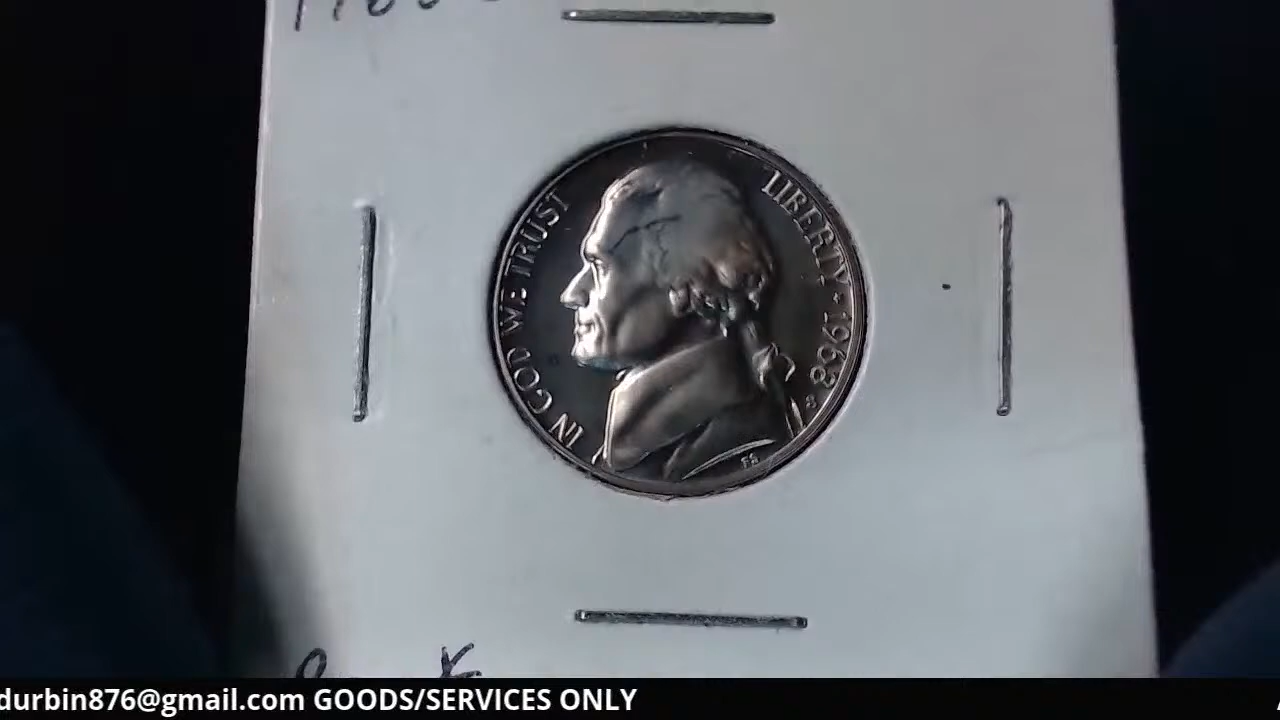 IN GOD WE TRUST
LIBERTY ★ 1968
S
FS
durbin876@gmail.com GOODS/SERVICES ONLY